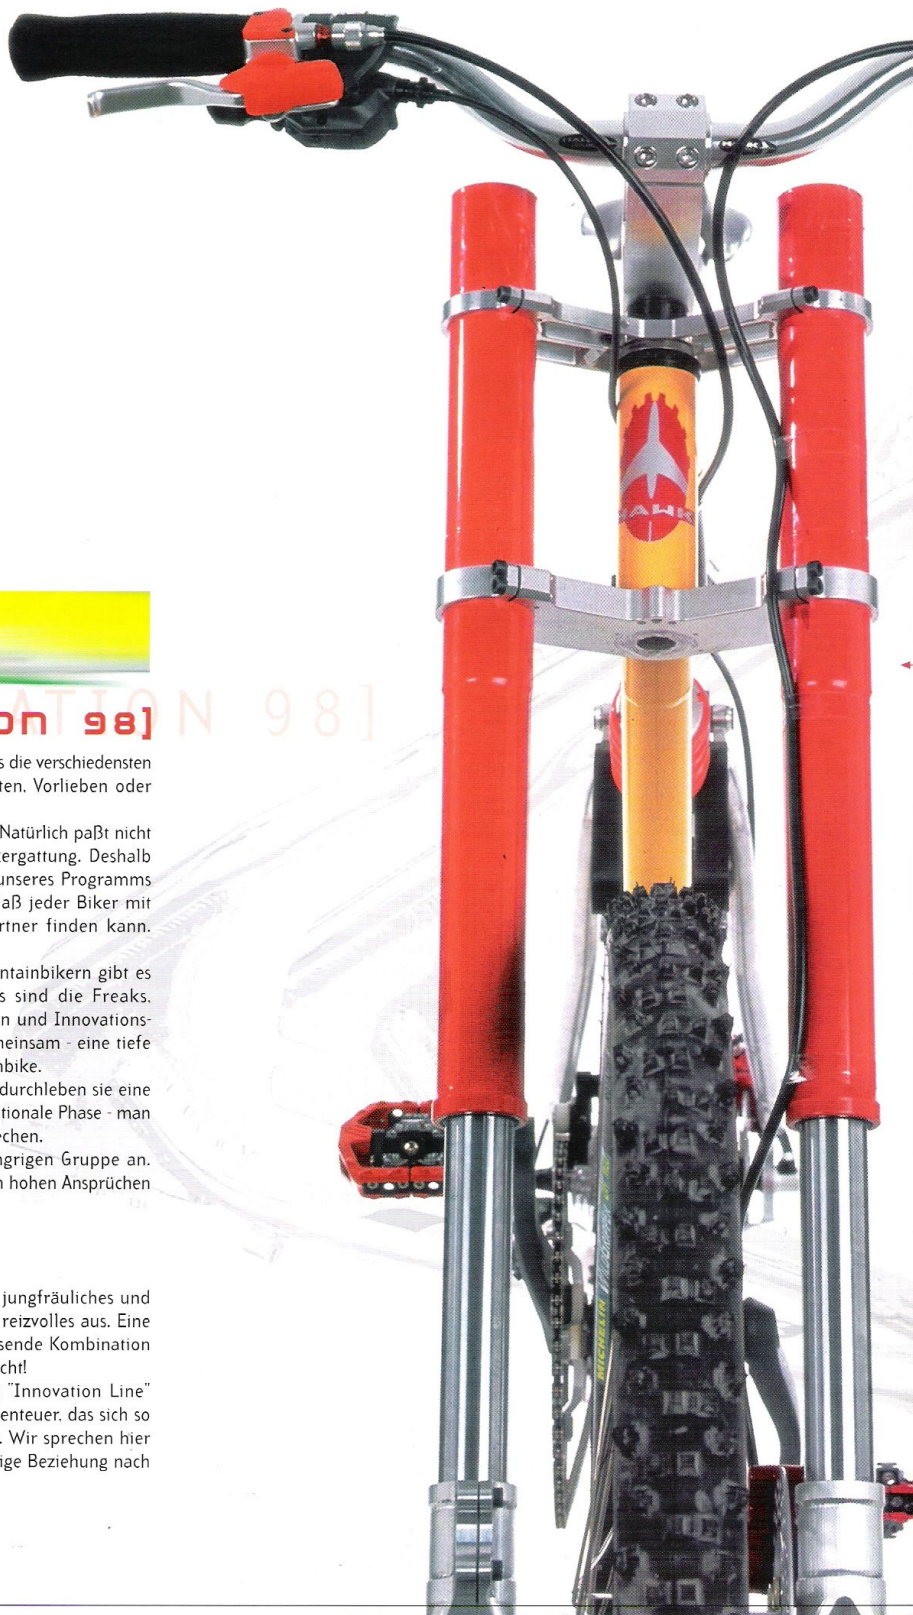 HAWK
HAWK
ATION 98]
on 98]
s die verschiedensten
ten, Vorlieben oder
Natürlich paßt nicht
kergattung. Deshalb
unseres Programms
aß jeder Biker mit
rtner finden kann.
ntainbikern gibt es
s sind die Freaks,
n und Innovations-
neinsam - eine tiefe
nbike.
durchleben sie eine
tionale Phase - man
echen.
ngrigen Gruppe an.
n hohen Ansprüchen
jungfräuliches und
reizvolles aus. Eine
sende Kombination
cht!
"Innovation Line"
enteuer, das sich so
. Wir sprechen hier
ige Beziehung nach
MICHELIN